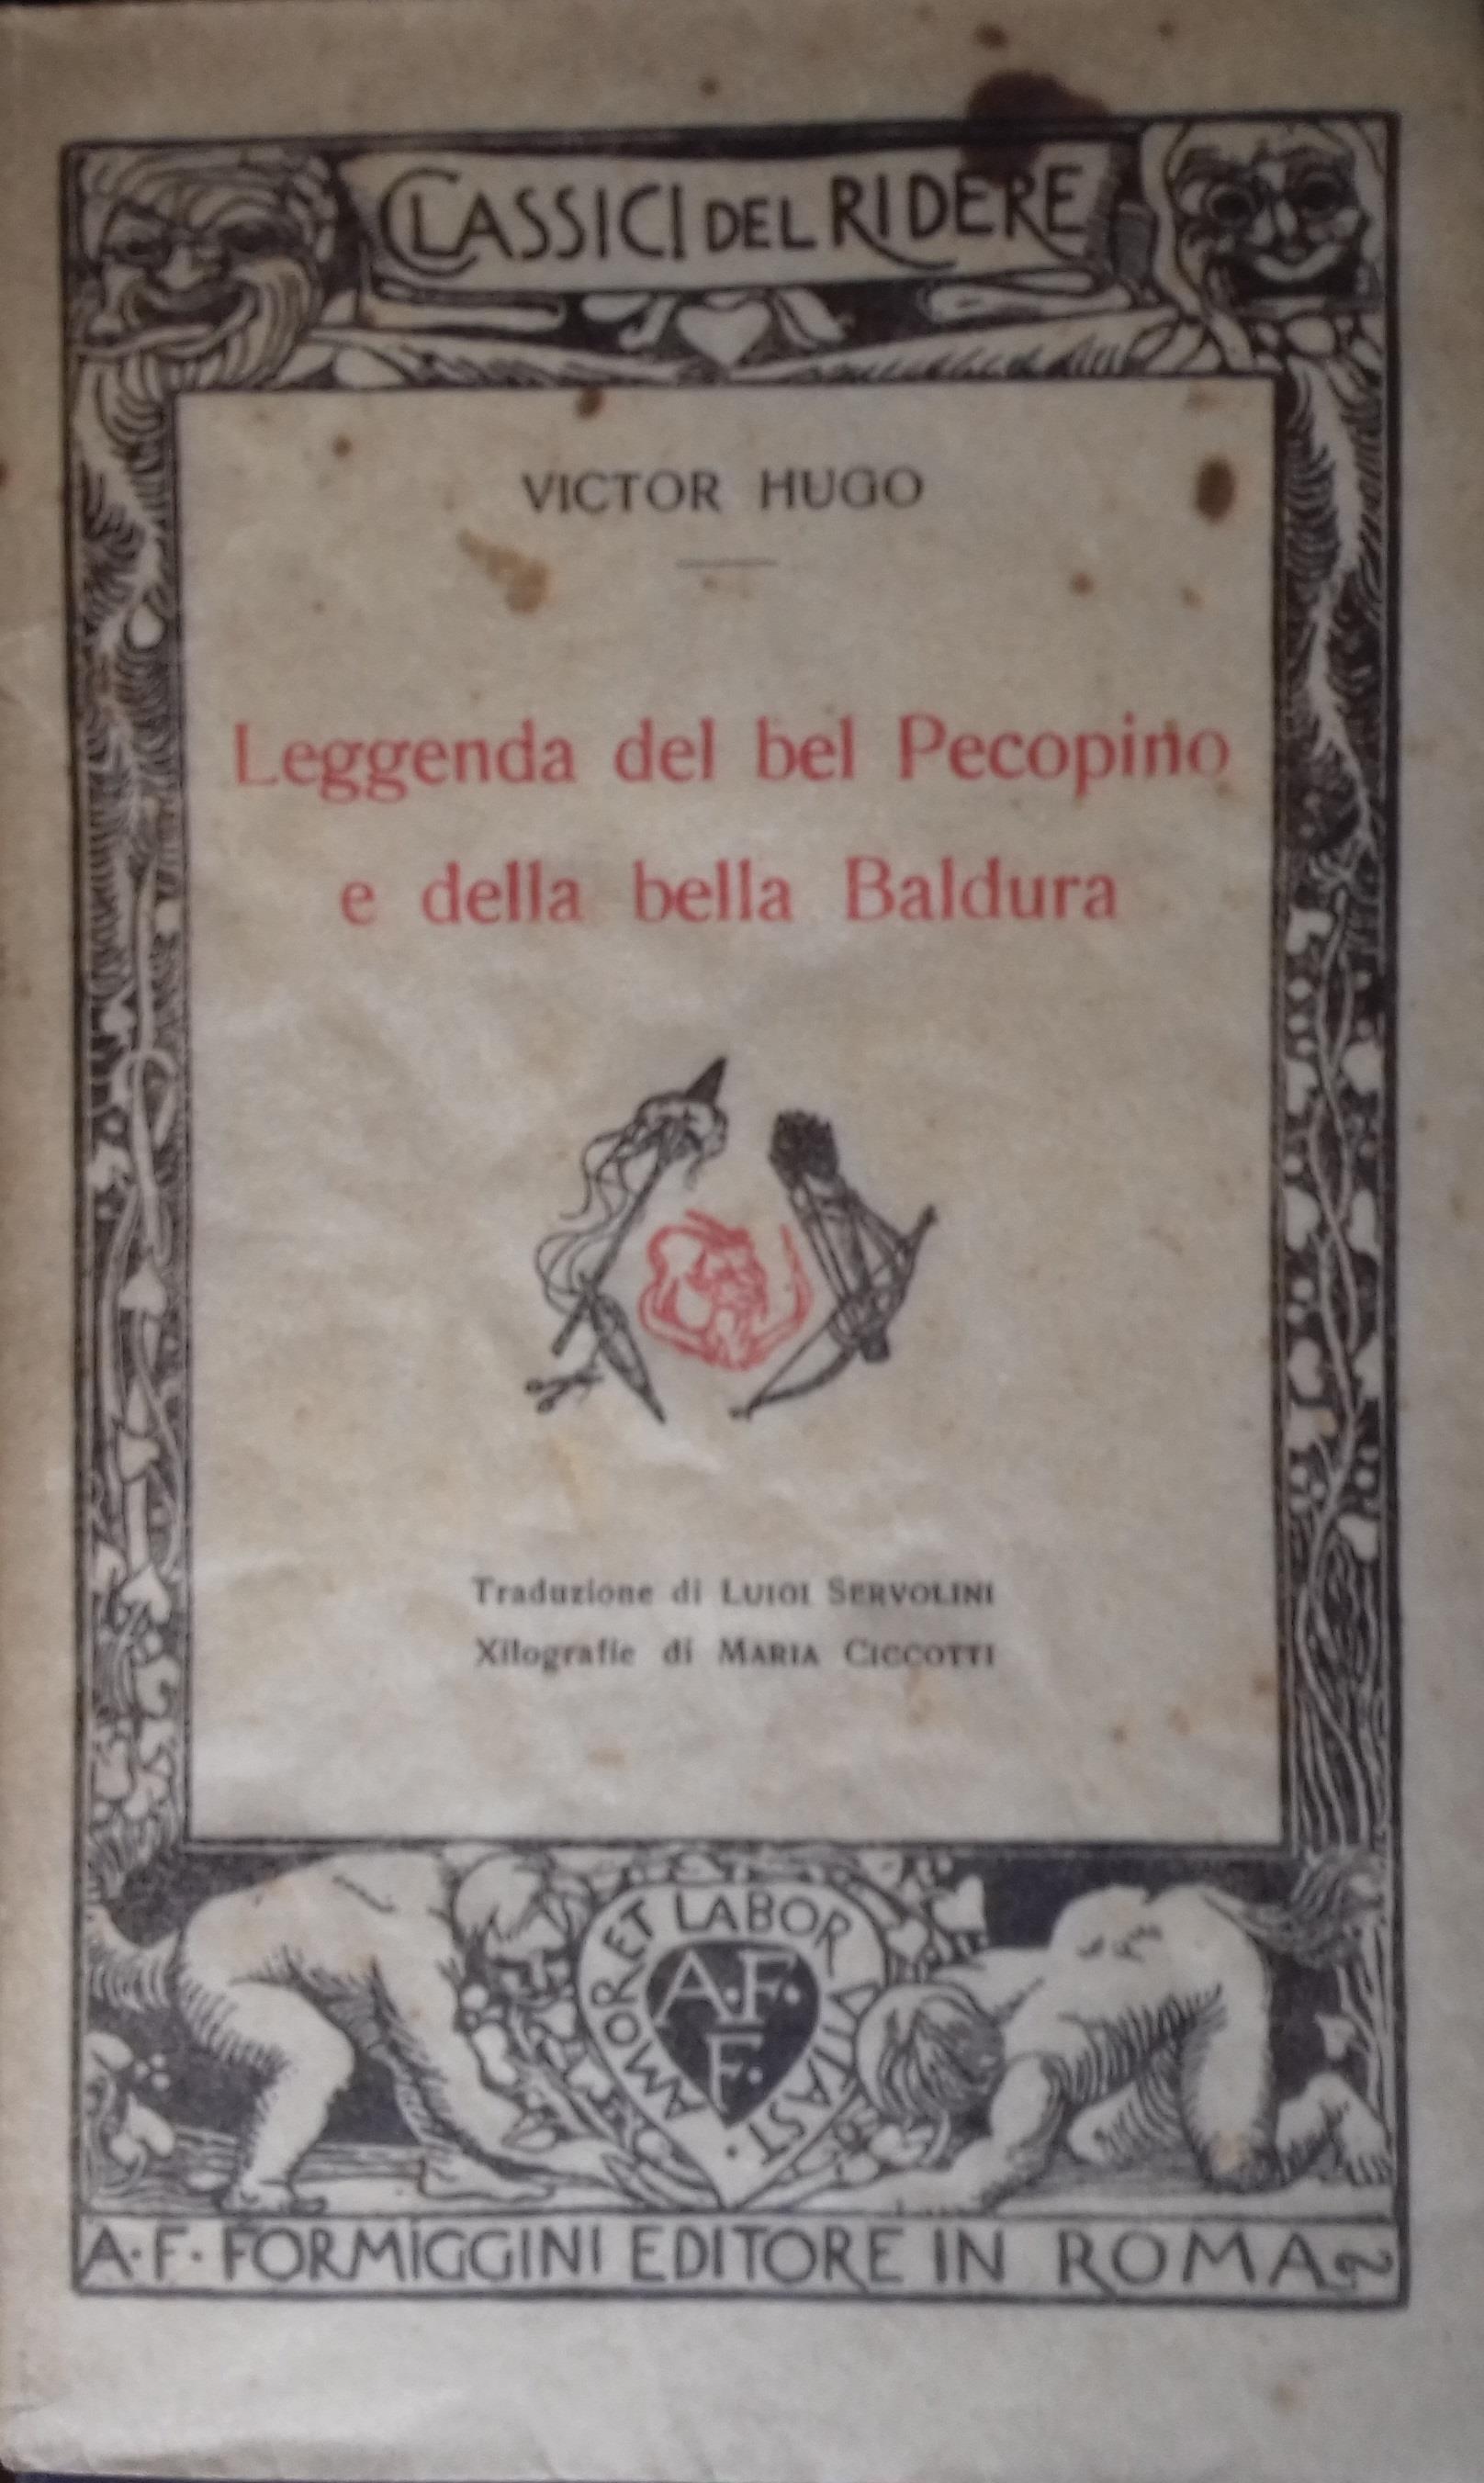 CLASSICI DEL RIDERE
VICTOR HUGO
Leggenda del bel Pecopino
e della bella Baldura
Traduzione di LUIGI SERVOLINI
Xilografie di MARIA CICCOTTI
AMOR ET LABOR VITAST.
A.F.
F.
A.F. FORMIGGINI EDITORE IN ROMA